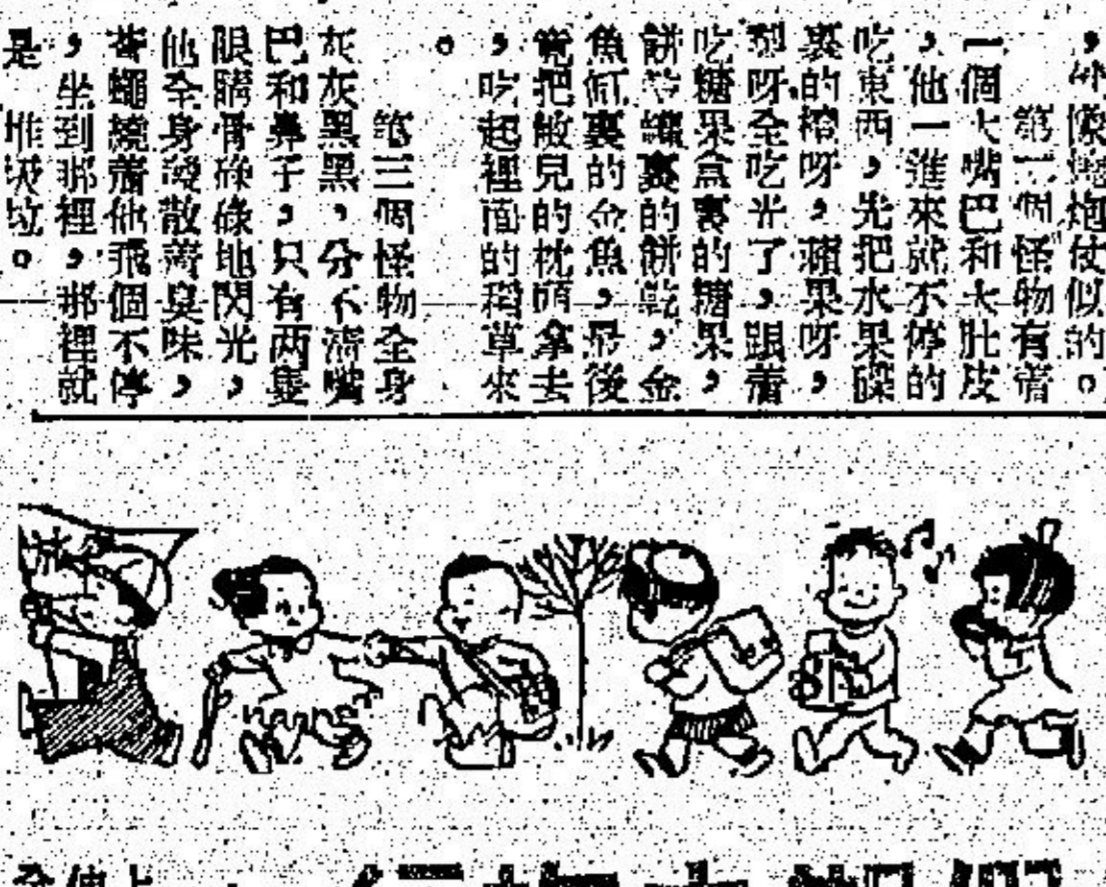 ，像炮仗似的。
第二個怪物有着
一個大嘴巴和大肚皮
，他一進來就不停的
吃東西，光把水果碟
裏的橙呀，蘋果呀
梨呀全吃光了，跟着
吃糖果盒裏的糖果，
餅乾罐裏的餅乾，金
魚缸裏的金魚，最後
竟把敏兒的枕頭拿去
，吃起裡面的稻草來
。
第三個怪物全身
灰灰黑黑，分不清嘴
巴和鼻子，只有两隻
眼睛骨碌碌地閃光，
他全身發散着臭味，
蒼蠅繞着他飛個不停
，坐到那裡，那裡就
是一堆垃圾。